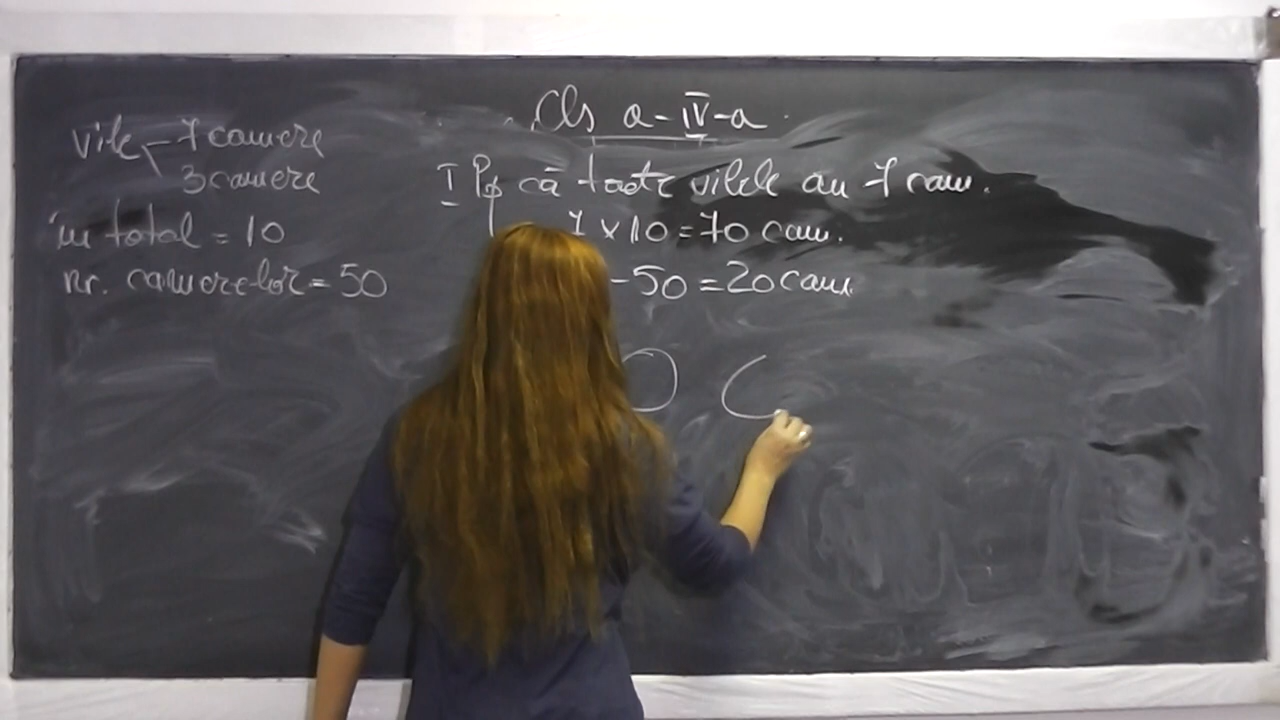 Cls a-IV-a
vile 7 camere
3 camere
în total = 10
nr. camerelor = 50
I Pp că toate vilele au 7 cam.
7 x 10 = 70 cam.
- 50 = 20 cam.